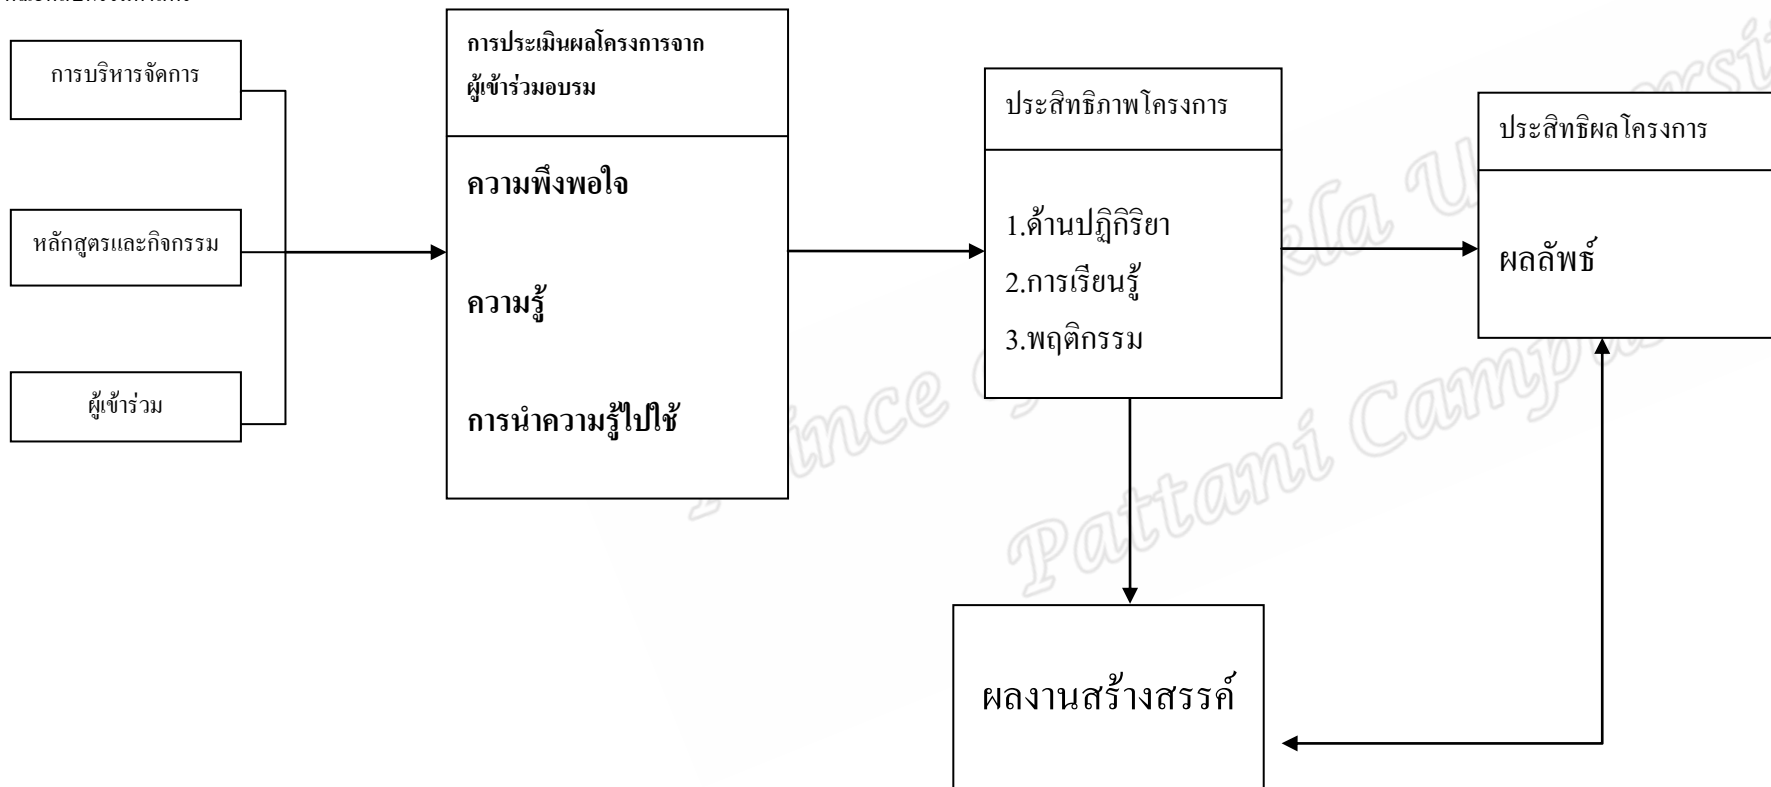 การบริหารจัดการ
หลักสูตรและกิจกรรม
ผู้เข้าร่วม
การประเมินผลโครงการจาก
ผู้เข้าร่วมอบรม
ความพึงพอใจ
ความรู้
การนำความรู้ไปใช้
ประสิทธิภาพโครงการ
1.ด้านปฏิกิริยา
2.การเรียนรู้
3.พฤติกรรม
ประสิทธิผลโครงการ
ผลลัพธ์
ผลงานสร้างสรรค์
Pattani Campus